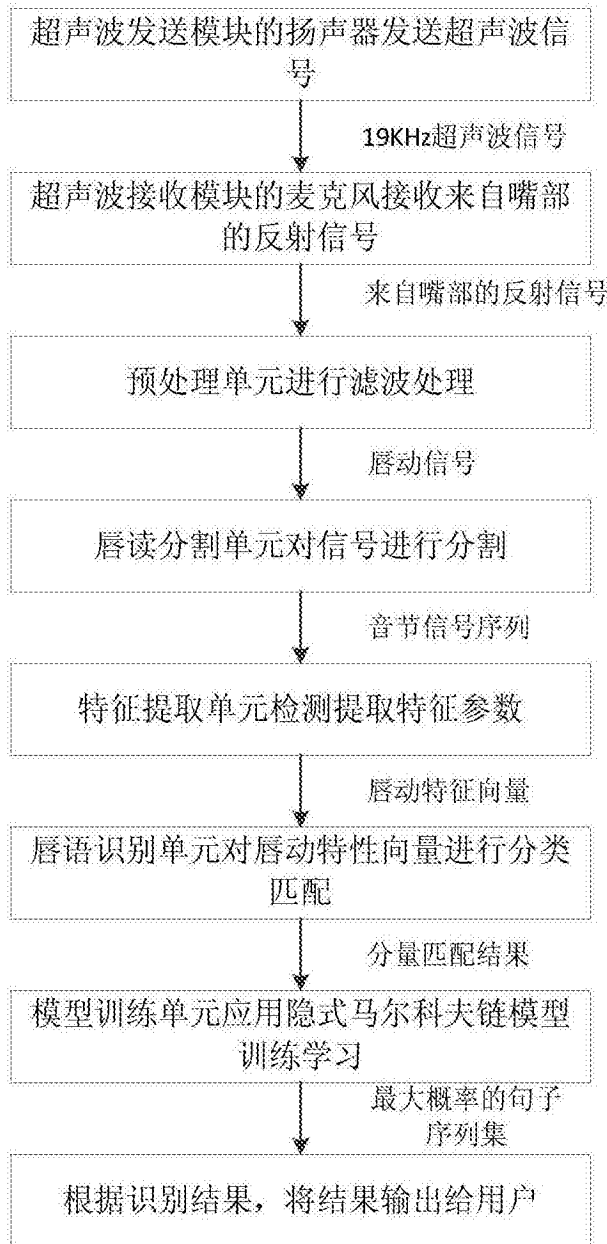 超声波发送模块的扬声器发送超声波信
号
19KHz超声波信号
超声波接收模块的麦克风接收来自嘴部
的反射信号
来自嘴部的反射信号
预处理单元进行滤波处理
唇动信号
唇读分割单元对信号进行分割
音节信号序列
特征提取单元检测提取特征参数
唇动特征向量
唇语识别单元对唇动特性向量进行分类
匹配
分量匹配结果
模型训练单元应用隐式马尔科夫链模型
训练学习
最大概率的句子
序列集
根据识别结果，将结果输出给用户